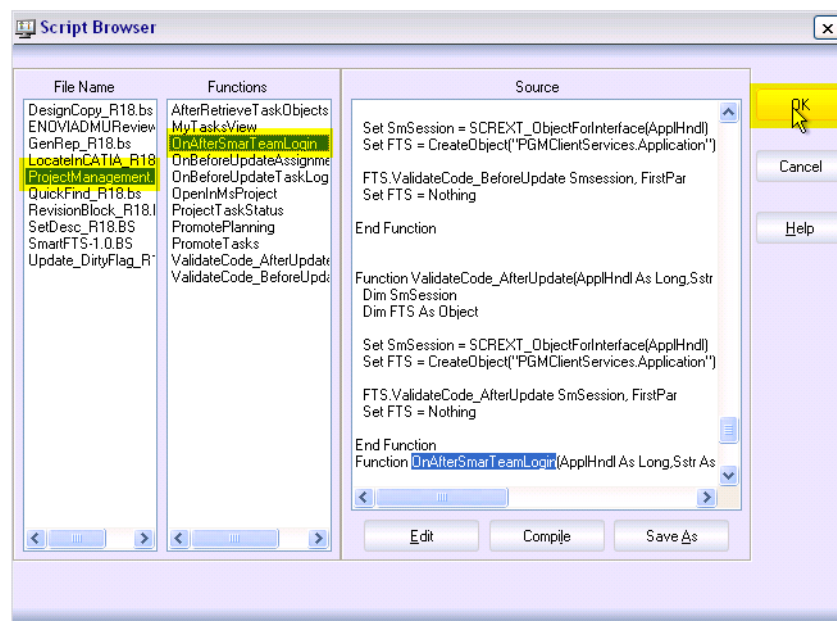 Script Browser
File Name
DesignCopy_R18.bs
ENOVIADMUReview
GenRep_R18.bs
LocateInCATIA_R18
ProjectManagement.
QuickFind_R18.bs
RevisionBlock_R18.I
SetDesc_R18.BS
SmartFTS-1.0.BS
Update_DirtyFlag_R
Functions
AfterRetrieveTaskObjects
MyTasksView
OnAfterSmarTeamLogin
OnBeforeUpdateAssignme
OnBeforeUpdateTaskLog
OpenInMsProject
ProjectTaskStatus
PromotePlanning
PromoteTasks
ValidateCode_AfterUpdate
ValidateCode_BeforeUpda
Source
Set SmSession = SCREXT_ObjectForInterface(ApplHndl)
Set FTS = CreateObject("PGMClientServices.Application")
FTS.ValidateCode_BeforeUpdate Smsession, FirstPar
Set FTS = Nothing
End Function
Function ValidateCode_AfterUpdate(ApplHndl As Long,Sstr
Dim SmSession
Dim FTS As Object
Set SmSession = SCREXT_ObjectForInterface(ApplHndl)
Set FTS = CreateObject("PGMClientServices.Application")
FTS.ValidateCode_AfterUpdate SmSession, FirstPar
Set FTS = Nothing
End Function
Function OnAfterSmarTeamLogin(ApplHndl As Long,Sstr As
Edit
Compile
Save As
OK
Cancel
Help